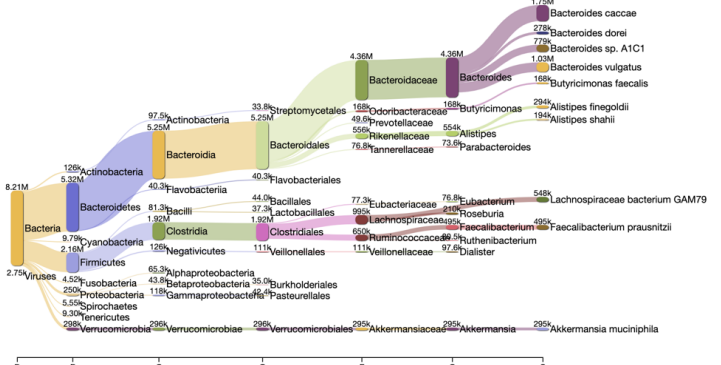 8.21M
Bacteria
2.75k
Viruses
126k
Actinobacteria
5.32M
Bacteroidetes
9.79k
Cyanobacteria
2.16M
Firmicutes
4.52k
Fusobacteria
250k
Proteobacteria
5.55k
Spirochaetes
9.30k
Tenericutes
298k
Verrucomicrobia
97.5k
Actinobacteria
5.25M
Bacteroidia
40.3k
Flavobacteriia
81.3k
Bacilli
1.92M
Clostridia
126k
Negativicutes
65.3k
Alphaproteobacteria
43.8k
Betaproteobacteria
118k
Gammaproteobacteria
296k
Verrucomicrobiae
33.8k
Streptomycetales
5.25M
Bacteroidales
40.3k
Flavobacteriales
44.0k
Bacillales
37.3k
Lactobacillales
1.92M
Clostridiales
111k
Veillonellales
35.0k
Burkholderiales
42.4k
Pasteurellales
296k
Verrucomicrobiales
4.36M
Bacteroidaceae
168k
Odoribacteraceae
49.6k
Prevotellaceae
556k
Rikenellaceae
76.8k
Tannerellaceae
77.3k
Eubacteriaceae
995k
Lachnospiraceae
650k
Ruminococcaceae
111k
Veillonellaceae
295k
Akkermansiaceae
4.36M
Bacteroides
168k
Butyricimonas
554k
Alistipes
73.6k
Parabacteroides
76.8k
Eubacterium
210k
Roseburia
495k
Faecalibacterium
Ruthenibacterium
97.6k
Dialister
295k
Akkermansia
1.75M
Bacteroides caccae
278k
Bacteroides dorei
779k
Bacteroides sp. A1C1
1.03M
Bacteroides vulgatus
168k
Butyricimonas faecalis
294k
Alistipes finegoldii
194k
Alistipes shahii
548k
Lachnospiraceae bacterium GAM79
495k
Faecalibacterium prausnitzii
295k
Akkermansia muciniphila